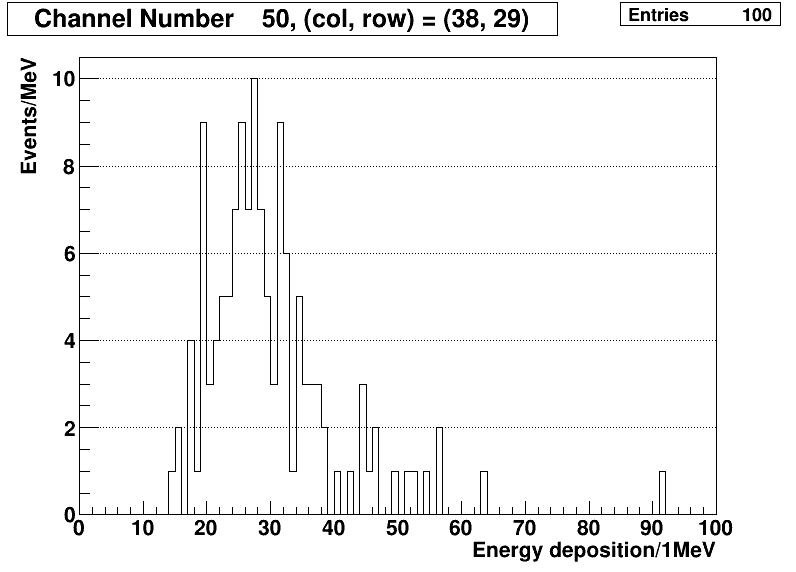 Channel Number 50, (col, row) = (38, 29)
Entries 100
Events/MeV
10
8
6
4
2
0
0 10 20 30 40 50 60 70 80 90 100
Energy deposition/1MeV